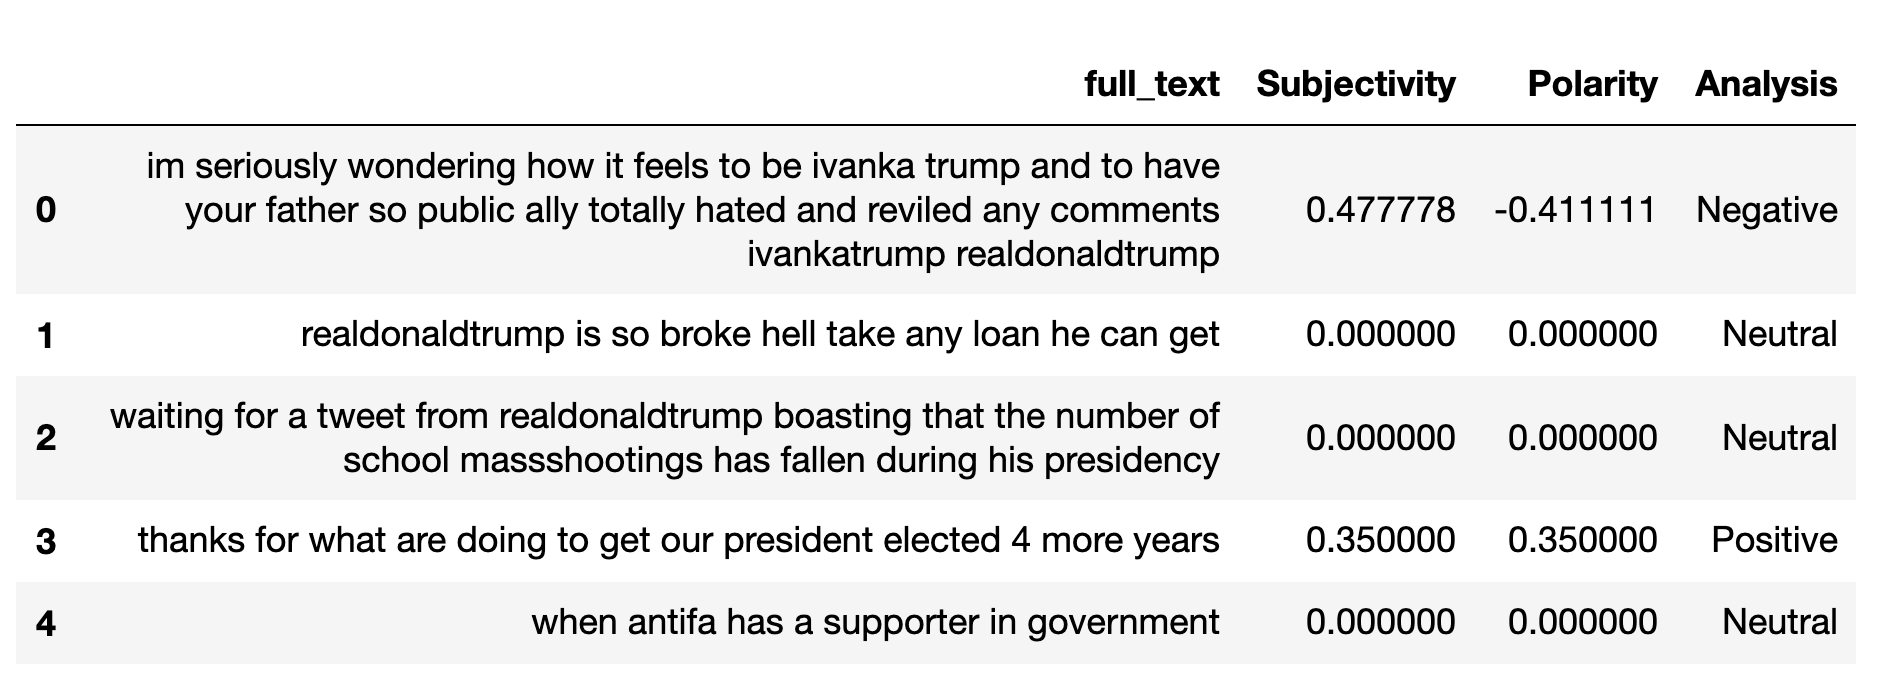 full_text Subjectivity Polarity Analysis
im seriously wondering how it feels to be ivanka trump and to have
0 your father so public ally totally hated and reviled any comments 0.477778 -0.411111 Negative
ivankatrump realdonaldtrump
1 realdonaldtrump is so broke hell take any loan he can get 0.000000 0.000000 Neutral
waiting for a tweet from realdonaldtrump boasting that the number of
2 school massshootings has fallen during his presidency 0.000000 0.000000 Neutral
3 thanks for what are doing to get our president elected 4 more years 0.350000 0.350000 Positive
4 when antifa has a supporter in government 0.000000 0.000000 Neutral